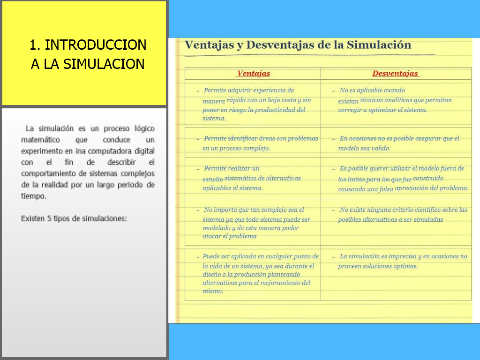 1. INTRODUCCION
A LA SIMULACION
La simulación es un proceso lógico
matemático que conduce un
experimento en ina computadora digital
con el fin de describir el
comportamiento de sistemas complejos
de la realidad por un largo periodo de
tiempo.
Existen 5 tipos de simulaciones:
Ventajas y Desventajas de la Simulación
Ventajas
Desventajas
– Permite adquirir experiencia de
manera rápida con un bajo costo y sin
poner en riesgo la productividad del
sistema.
– No es aplicable cuando
existen técnicas analíticas que permitan
corregir u optimizar el sistema.
– Permite identificar áreas con problemas
en un proceso complejo.
– En ocasiones no es posible asegurar que el
modelo sea valido.
– Permite realizar un
estudio sistemático de alternativas
aplicables al sistema.
– Es posible querer utilizar el modelo fuera de
los límites para los que fue construido
causando una falsa apreciación del problema.
– No importa que tan complejo sea el
sistema ya que todo sistema puede ser
modelado y de esta manera poder
atacar el problema
– No existe ningún criterio científico sobre las
posibles alternativas a ser simuladas
– Puede ser aplicada en cualquier punto de
la vida de un sistema, ya sea durante el
diseño o la producción planteando
alternativas para el mejoramiento del
mismo.
– La simulación es imprecisa y en ocasiones no
proveen soluciones optimas.